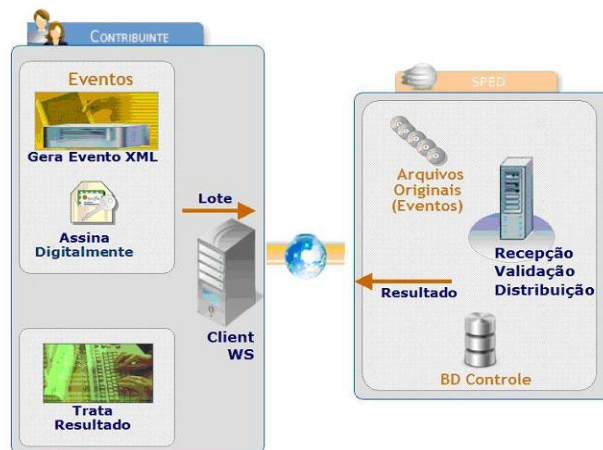 CONTRIBUINTE
Eventos
Gera Evento XML
Assina
Digitalmente
Lote
Client
WS
Trata
Resultado
SPED
Arquivos
Originais
(Eventos)
Recepção
Validação
Distribuição
Resultado
BD Controle